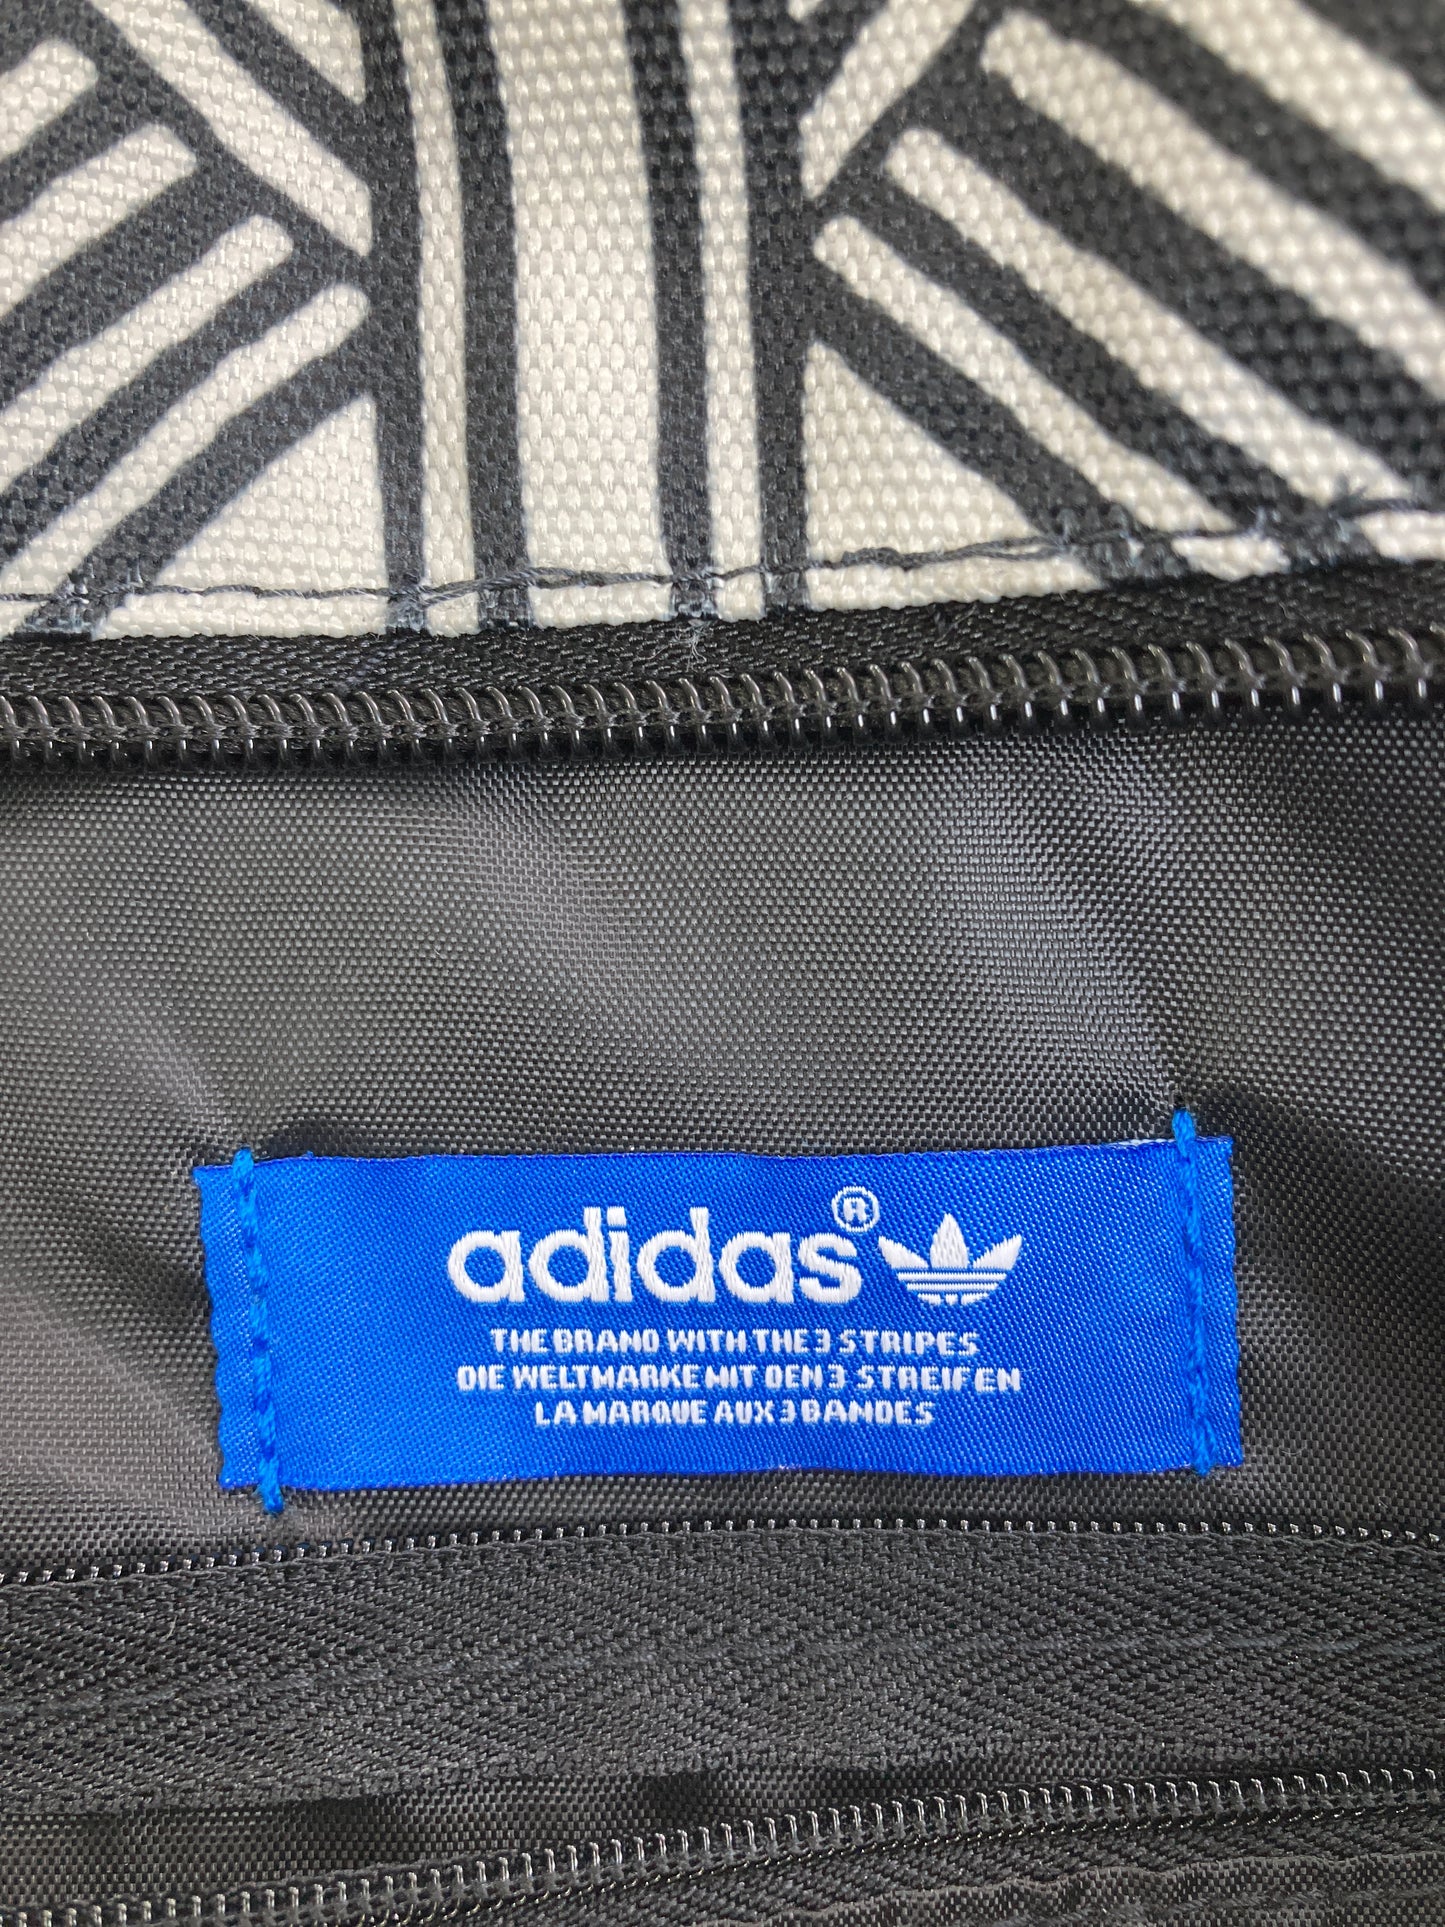 adidas®
THE BRAND WITH THE 3 STRIPES
DIE WELTMARKE MIT DEN 3 STREIFEN
LA MARQUE AUX 3 BANDES